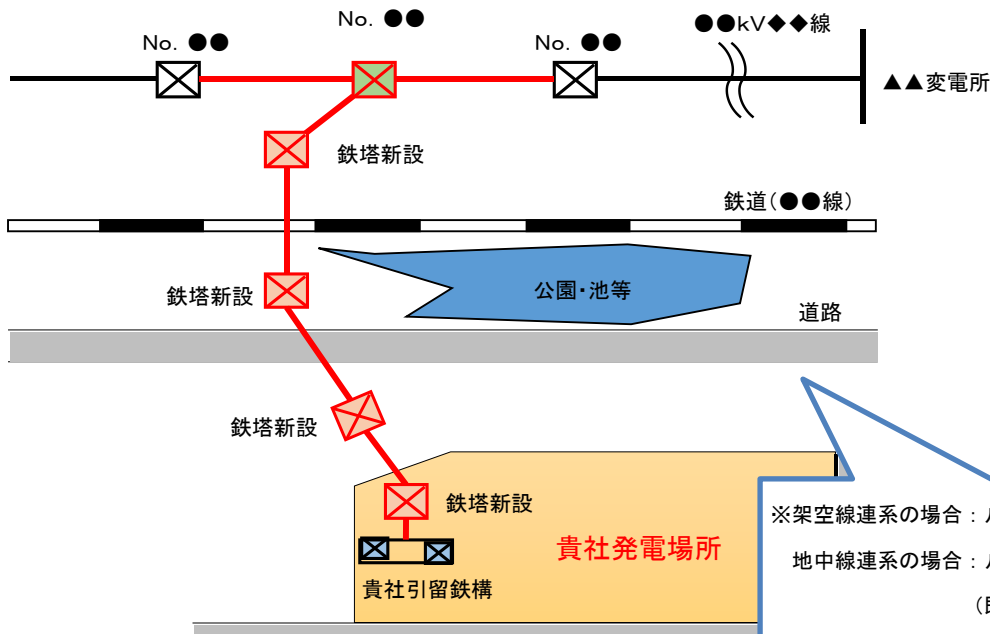 No. ●●
No. ●●
No. ●●
●●kV◆◆線
▲▲変電所
鉄塔新設
鉄道(●●線)
鉄塔新設
公園・池等
道路
鉄塔新設
鉄塔新設
貴社発電場所
貴社引留鉄構
※架空線連系の場合：
地中線連系の場合：